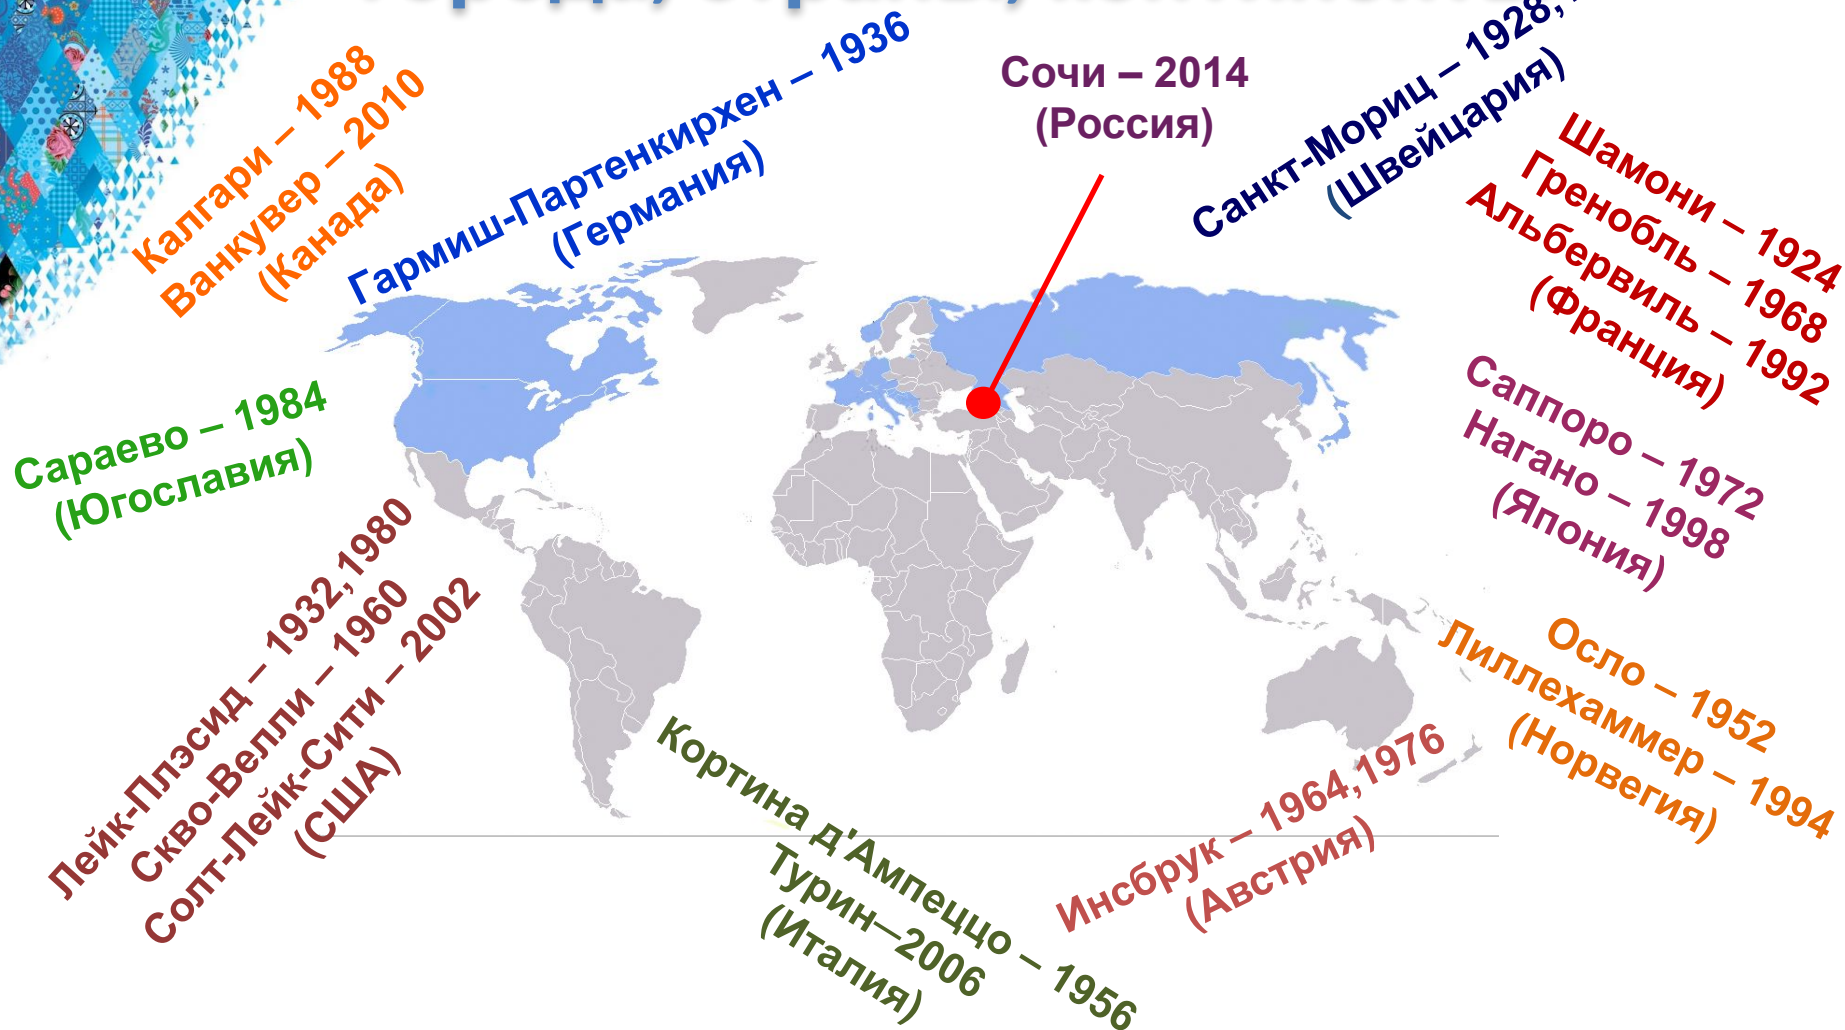 Калгари – 1988
Ванкувер – 2010
(Канада)
Гармиш-Партенкирхен – 1936
(Германия)
Сочи – 2014
(Россия)
Санкт-Мориц – 1928,
(Швейцария)
Шамони – 1924
Гренобль – 1968
Альбервиль – 1992
(Франция)
Сараево – 1984
(Югославия)
Саппоро – 1972
Нагано – 1998
(Япония)
Лейк-Плэсид – 1932,1980
Скво-Велли – 1960
Солт-Лейк-Сити – 2002
(США)
Осло – 1952
Лиллехаммер – 1994
(Норвегия)
Кортина д'Ампеццо – 1956
Турин–2006
(Италия)
Инсбрук – 1964,1976
(Австрия)